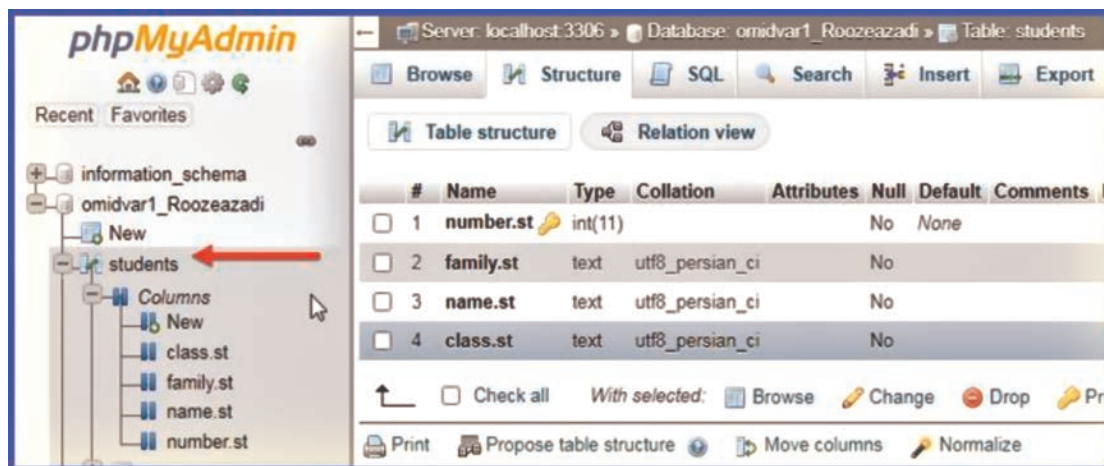 phpMyAdmin
Recent Favorites
information_schema
omidvar1_Roozeazadi
New
students
Columns
New
class.st
family.st
name.st
number.st
Server: localhost:3306 » Database: omidvar1_Roozeazadi » Table: students
Browse Structure SQL Search Insert Export
Table structure Relation view
# Name Type Collation Attributes Null Default Comments
1 number.st int(11) No None
2 family.st text utf8_persian_ci No
3 name.st text utf8_persian_ci No
4 class.st text utf8_persian_ci No
Check all With selected: Browse Change Drop Pr
Print Propose table structure Move columns Normalize